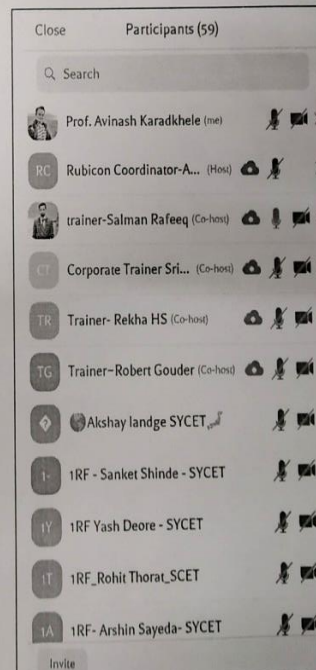 Close Participants (59)
Search
Prof. Avinash Karadkhele (me)
RC Rubicon Coordinator-A... (Host)
trainer-Salman Rafeeq (Co-host)
CT Corporate Trainer Sri... (Co-host)
TR Trainer- Rekha HS (Co-host)
TG Trainer-Robert Gouder (Co-host)
? Akshay landge SYCET
1- 1RF - Sanket Shinde - SYCET
1Y 1RF Yash Deore - SYCET
1T 1RF_Rohit Thorat_SCET
1A 1RF- Arshin Sayeda- SYCET
Invite